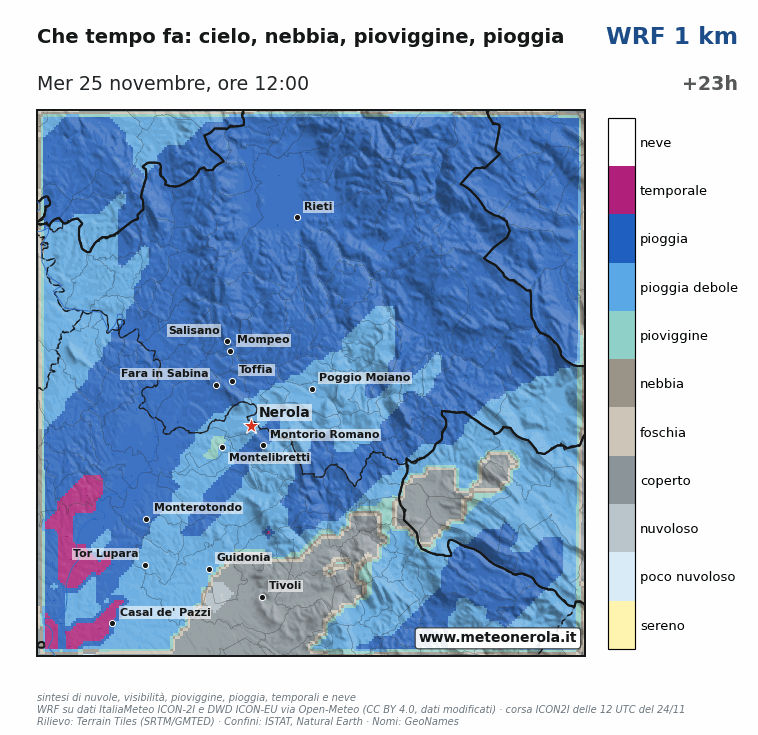 Che tempo fa: cielo, nebbia, pioviggine, pioggia
WRF 1 km
Mer 25 novembre, ore 12:00
+23h
neve
temporale
pioggia
pioggia debole
pioviggine
nebbia
foschia
coperto
nuvoloso
poco nuvoloso
sereno
Rieti
Salisano
Mompeo
Fara in Sabina
Toffia
Poggio Moiano
Nerola
Montorio Romano
Montelibretti
Monterotondo
Tor Lupara
Guidonia
Tivoli
Casal de' Pazzi
www.meteonerola.it
sintesi di nuvole, visibilità, pioviggine, pioggia, temporali e neve
WRF su dati ItaliaMeteo ICON-2I e DWD ICON-EU via Open-Meteo (CC BY 4.0, dati modificati) · corsa ICON2I delle 12 UTC del 24/11
Rilievo: Terrain Tiles (SRTM/GMTED) · Confini: ISTAT, Natural Earth · Nomi: GeoNames